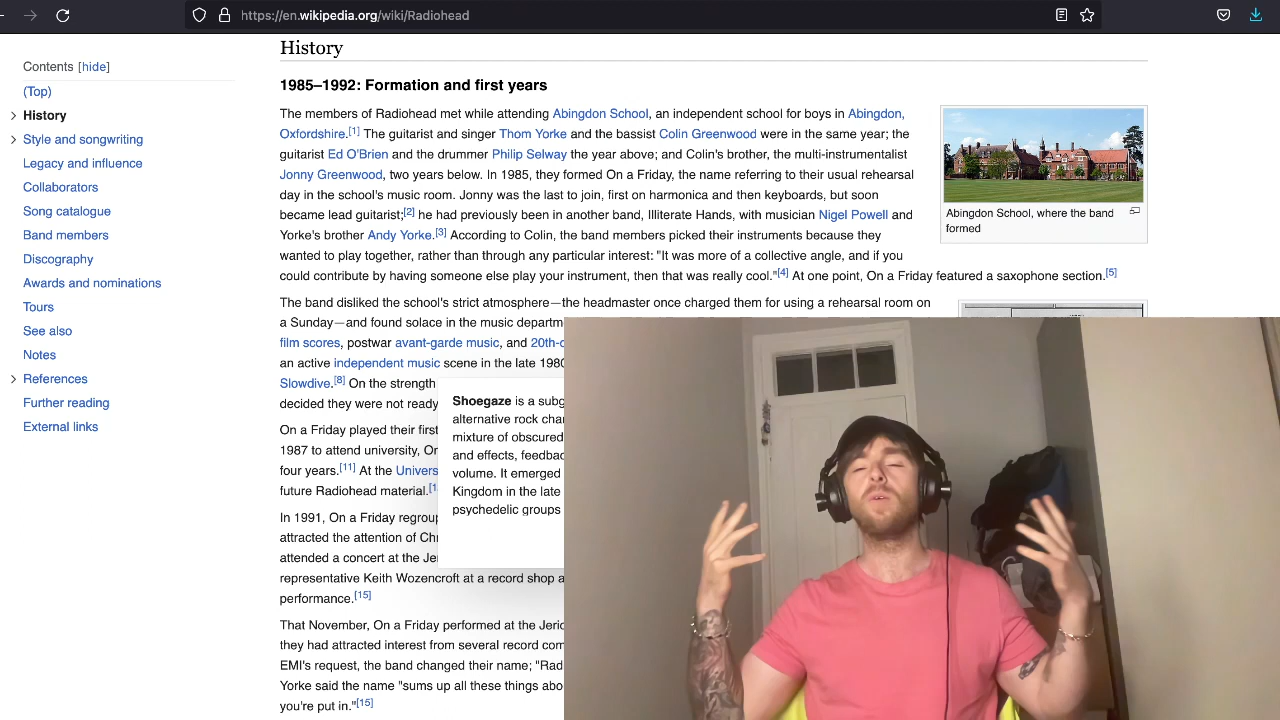 https://en.wikipedia.org/wiki/Radiohead
Contents [hide]
(Top)
History
Style and songwriting
Legacy and influence
Collaborators
Song catalogue
Band members
Discography
Awards and nominations
Tours
See also
Notes
References
Further reading
External links
History
1985–1992: Formation and first years
The members of Radiohead met while attending Abingdon School, an independent school for boys in Abingdon,
Oxfordshire.[1] The guitarist and singer Thom Yorke and the bassist Colin Greenwood were in the same year; the
guitarist Ed O'Brien and the drummer Philip Selway the year above; and Colin's brother, the multi-instrumentalist
Jonny Greenwood, two years below. In 1985, they formed On a Friday, the name referring to their usual rehearsal
day in the school's music room. Jonny was the last to join, first on harmonica and then keyboards, but soon
became lead guitarist;[2] he had previously been in another band, Illiterate Hands, with musician Nigel Powell and
Yorke's brother Andy Yorke.[3] According to Colin, the band members picked their instruments because they
wanted to play together, rather than through any particular interest: "It was more of a collective angle, and if you
could contribute by having someone else play your instrument, then that was really cool."[4] At one point, On a Friday featured a saxophone section.[5]
Abingdon School, where the band
formed
The band disliked the school's strict atmosphere—the headmaster once charged them for using a rehearsal room on
a Sunday—and found solace in the music
film scores, postwar avant-garde music, and
an active independent music scene in the late
Slowdive.[8] On the strength
decided they were not ready
On a Friday played their first
1987 to attend university,
four years.[11] At the
future Radiohead material.
In 1991, On a Friday
attracted the attention of
attended a concert at the
representative Keith Wozencroft at a record shop
performance.[15]
That November, On a Friday performed at the
they had attracted interest from several record
EMI's request, the band changed their name;
Yorke said the name "sums up all these things
you're put in."[15]
Shoegaze is a
alternative rock
mixture of obscured
and effects,
volume. It emerged
Kingdom in the late
psychedelic groups